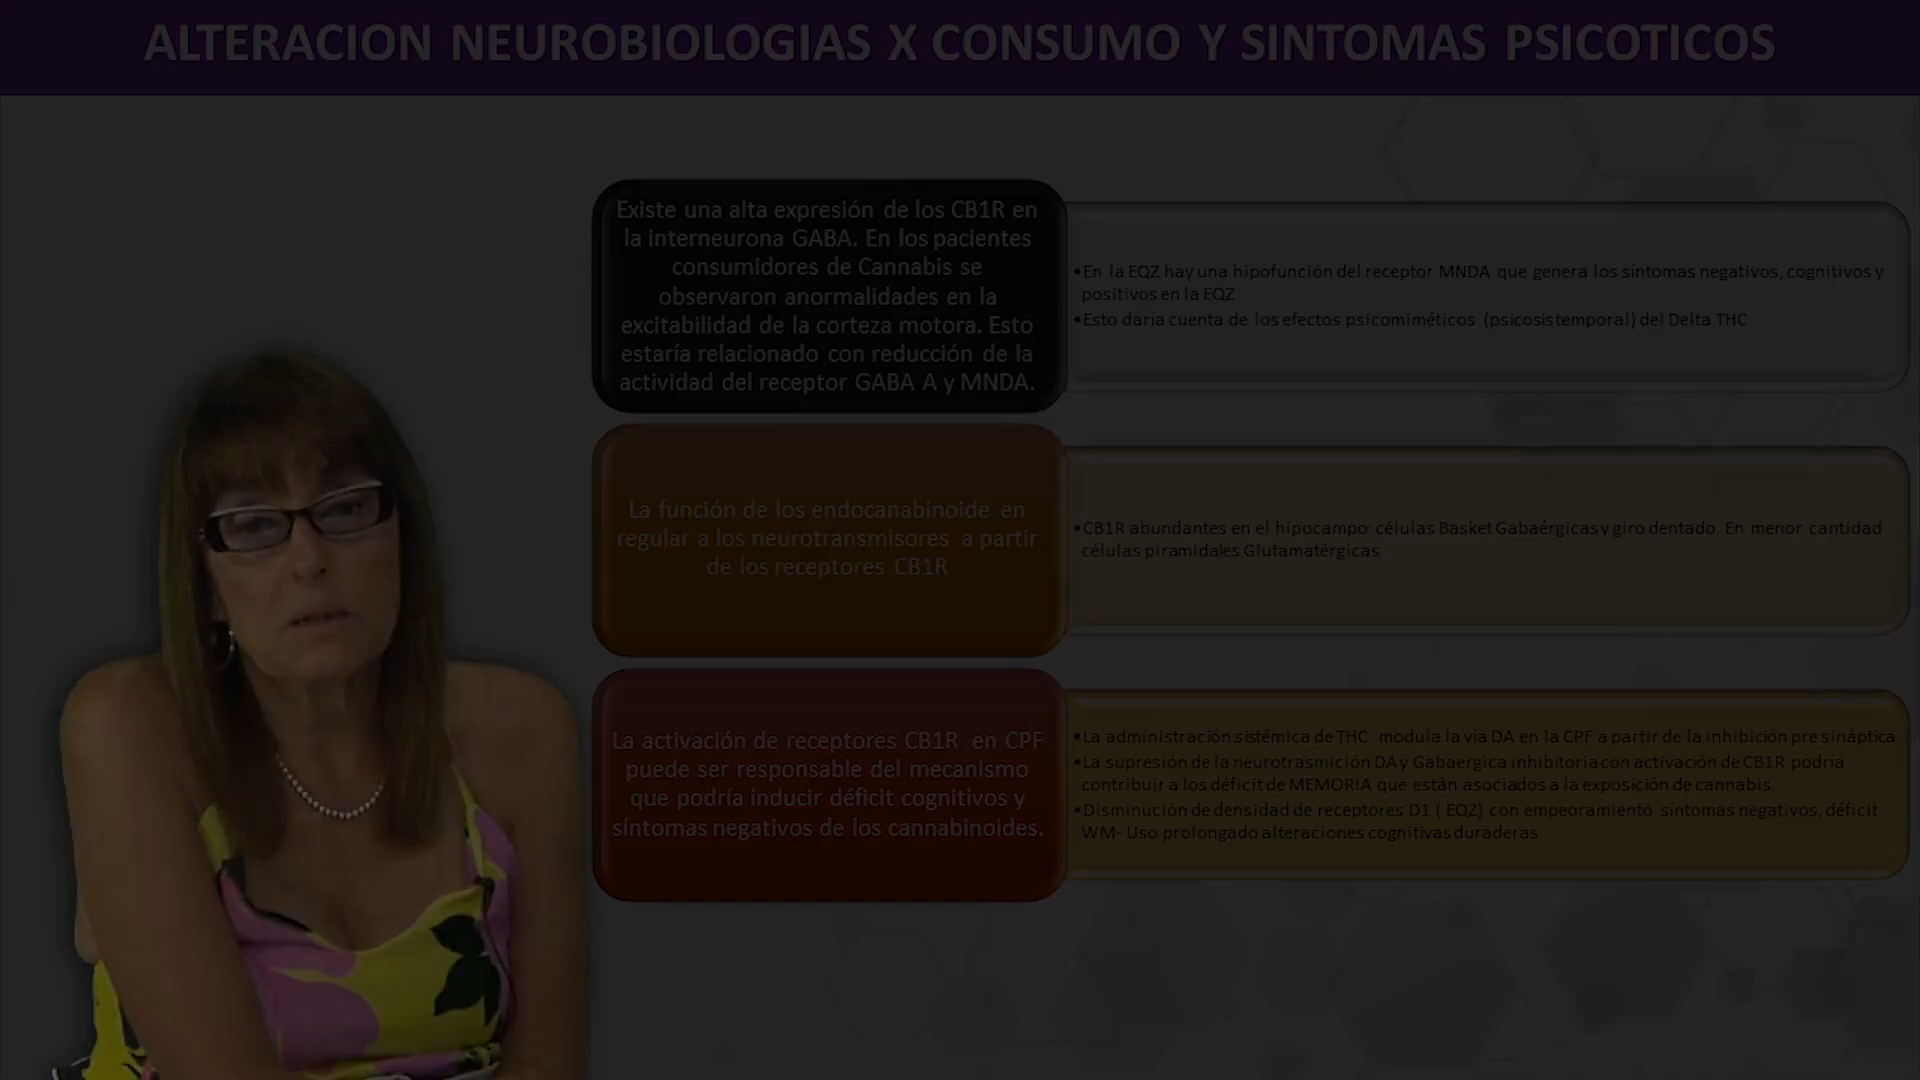 ALTERACION NEUROBIOLOGIAS X CONSUMO Y SINTOMAS PSICOTICOS
Existe una alta expresión de los CB1R en
la interneurona GABA. En los pacientes
consumidores de Cannabis se
observaron anormalidades en la
excitabilidad de la corteza motora. Esto
estaría relacionado con reducción de la
actividad del receptor GABA A y MNDA.
•En la EQZ hay una hipofunción del receptor MNDA que genera los síntomas negativos, cognitivos y
positivos en la EQZ
•Esto daría cuenta de los efectos psicomiméticos (psicosis temporal) del Delta THC
La función de los endocanabinoide en
regular a los neurotransmisores a partir
de los receptores CB1R
•CB1R abundantes en el hipocampo: células Basket Gabaérgicas y giro dentado. En menor cantidad
células piramidales Glutamatérgicas.
La activación de receptores CB1R en CPF
puede ser responsable del mecanismo
que podría inducir déficit cognitivos y
síntomas negativos de los cannabinoides.
•La administración sistémica de THC modula la vía DA en la CPF a partir de la inhibición pre sináptica
•La supresión de la neurotrasmición DA y Gabaergica inhibitoria con activación de CB1R podría
contribuir a los déficit de MEMORIA que están asociados a la exposición de cannabis.
•Disminución de densidad de receptores D1 ( EQZ) con empeoramiento síntomas negativos, déficit
WM- Uso prolongado alteraciones cognitivas duraderas